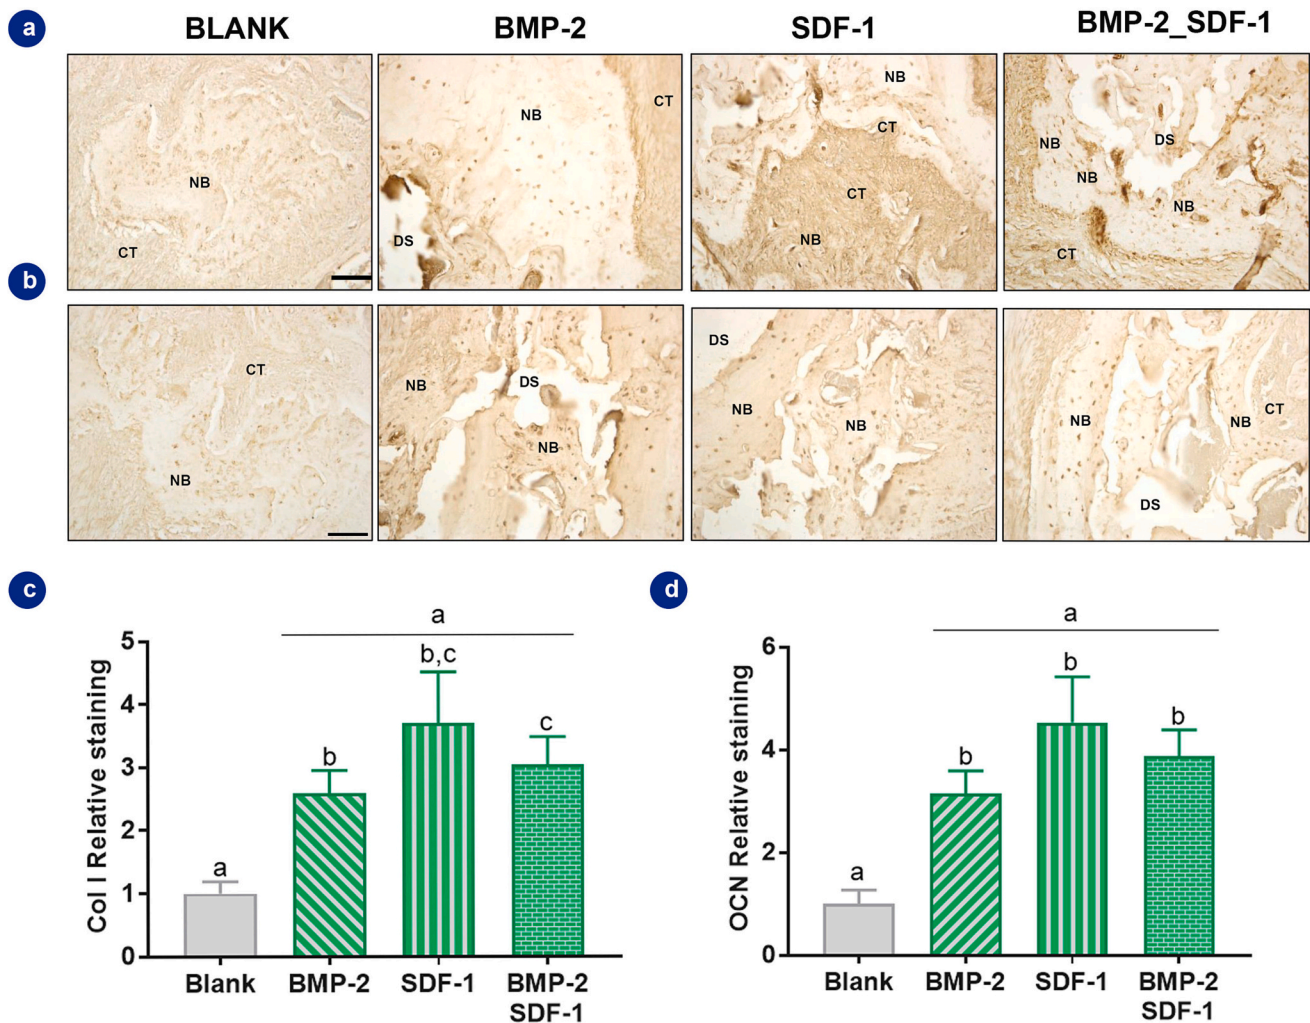 a
BLANK
BMP-2
SDF-1
BMP-2_SDF-1
NB
CT
NB
CT
DS
NB
CT
CT
NB
NB
DS
NB
NB
CT
b
CT
NB
NB
DS
NB
DS
NB
NB
NB
NB
CT
DS
c
Col I Relative staining
5
4
3
2
1
0
a
a
b
b,c
c
Blank
BMP-2
SDF-1
BMP-2
SDF-1
d
OCN Relative staining
6
4
2
0
a
a
b
b
b
Blank
BMP-2
SDF-1
BMP-2
SDF-1